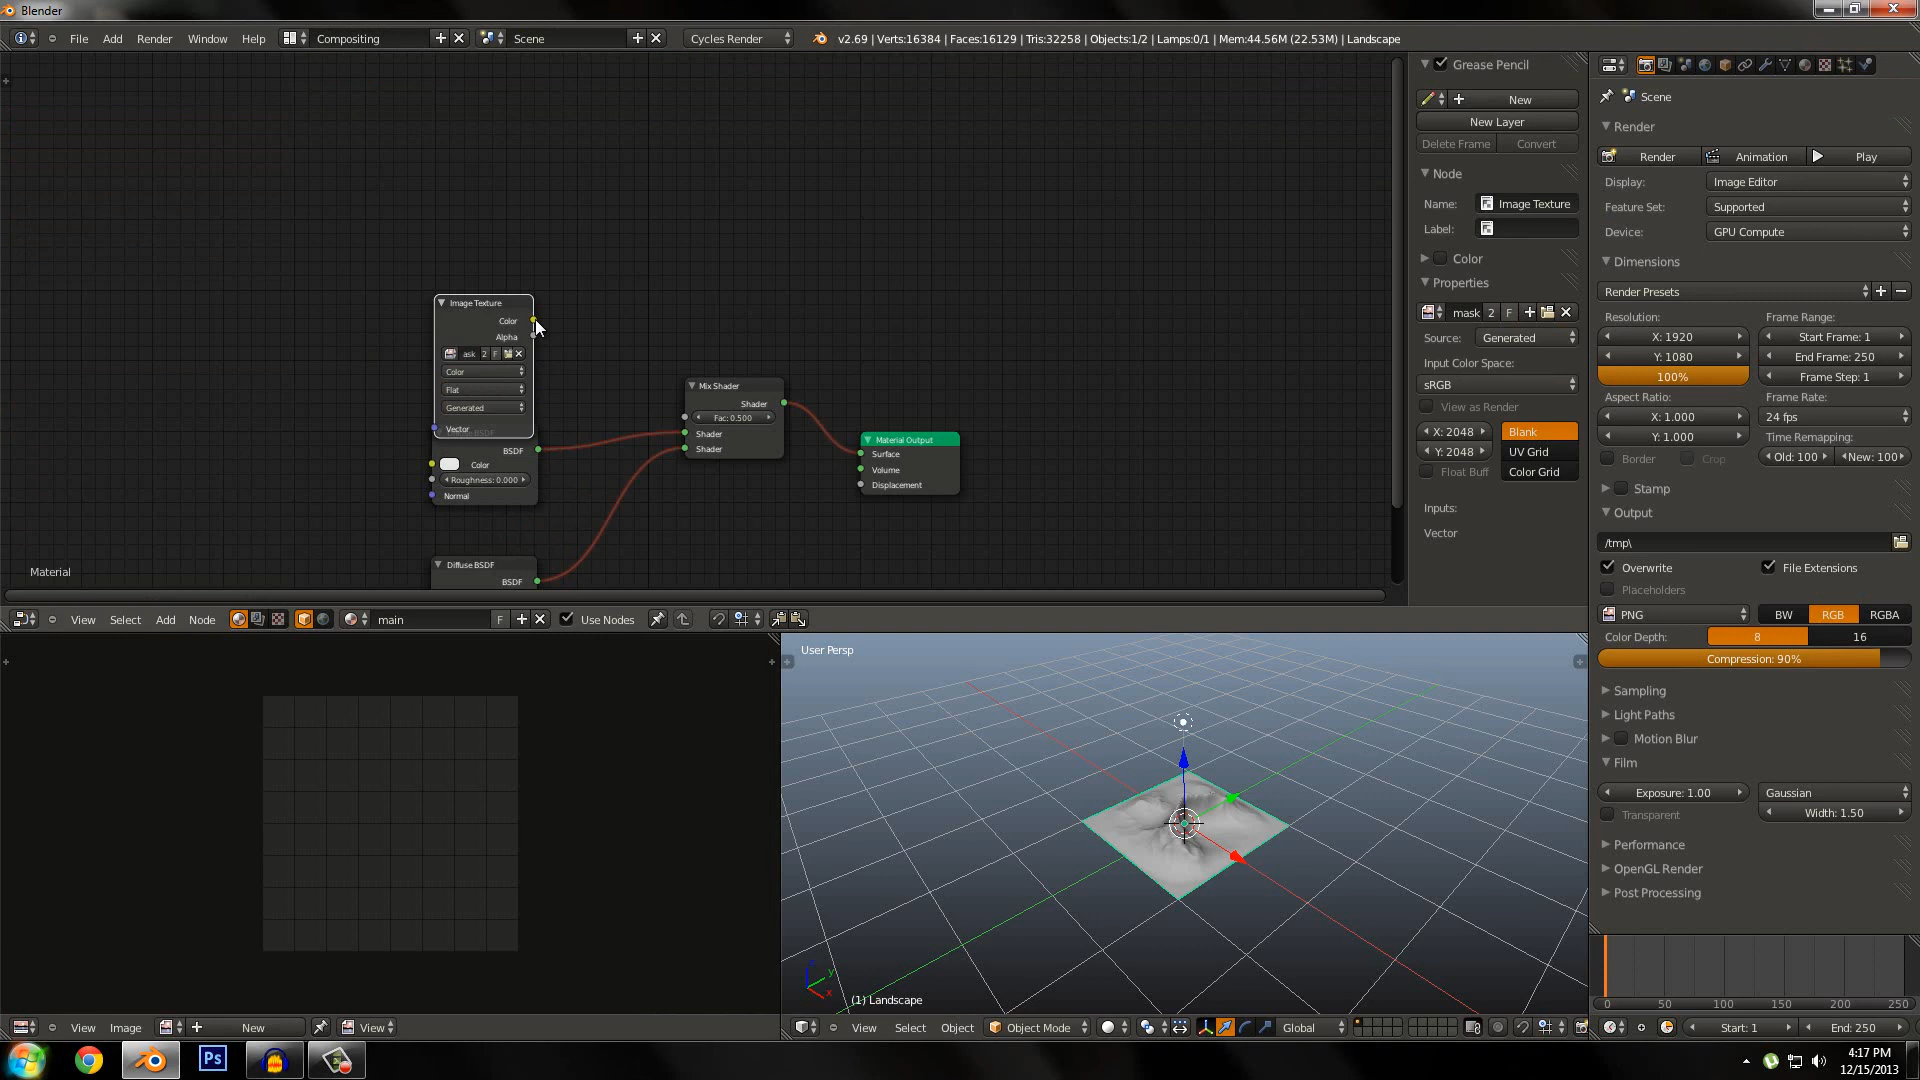 Blender
File Add Render Window Help Compositing Scene Cycles Render v2.69 | Verts:16384 | Faces:16129 | Tris:32258 | Objects:1/2 | Lamps:0/1 | Mem:44.56M (22.53M) | Landscape
Image Texture
Color
Alpha
ask 2 F
Color
Flat
Generated
Vector
BSDF
Color
Roughness: 0.000
Normal
Diffuse BSDF
BSDF
Mix Shader
Shader
Fac: 0.500
Shader
Shader
Material Output
Surface
Volume
Displacement
Material
Grease Pencil
New
New Layer
Delete Frame Convert
Node
Name: Image Texture
Label:
Color
Properties
mask 2 F
Source: Generated
Input Color Space:
sRGB
View as Render
X: 2048 Blank
Y: 2048 UV Grid
Float Buff Color Grid
Inputs:
Vector
Scene
Render
Render Animation Play
Display: Image Editor
Feature Set: Supported
Device: GPU Compute
Dimensions
Render Presets
Resolution: Frame Range:
X: 1920 Start Frame: 1
Y: 1080 End Frame: 250
100% Frame Step: 1
Aspect Ratio: Frame Rate:
X: 1.000 24 fps
Y: 1.000 Time Remapping:
Border Crop Old: 100 New: 100
Stamp
Output
/tmp\
Overwrite File Extensions
Placeholders
PNG BW RGB RGBA
Color Depth: 8 16
Compression: 90%
Sampling
Light Paths
Motion Blur
Film
Exposure: 1.00 Gaussian
Transparent Width: 1.50
Performance
OpenGL Render
Post Processing
View Select Add Node main F Use Nodes
User Persp
z
y
x
(1) Landscape
0 50 100 150 200 250
View Image New View
View Select Object Object Mode Global
Start: 1 End: 250
Ps
4:17 PM
12/15/2013